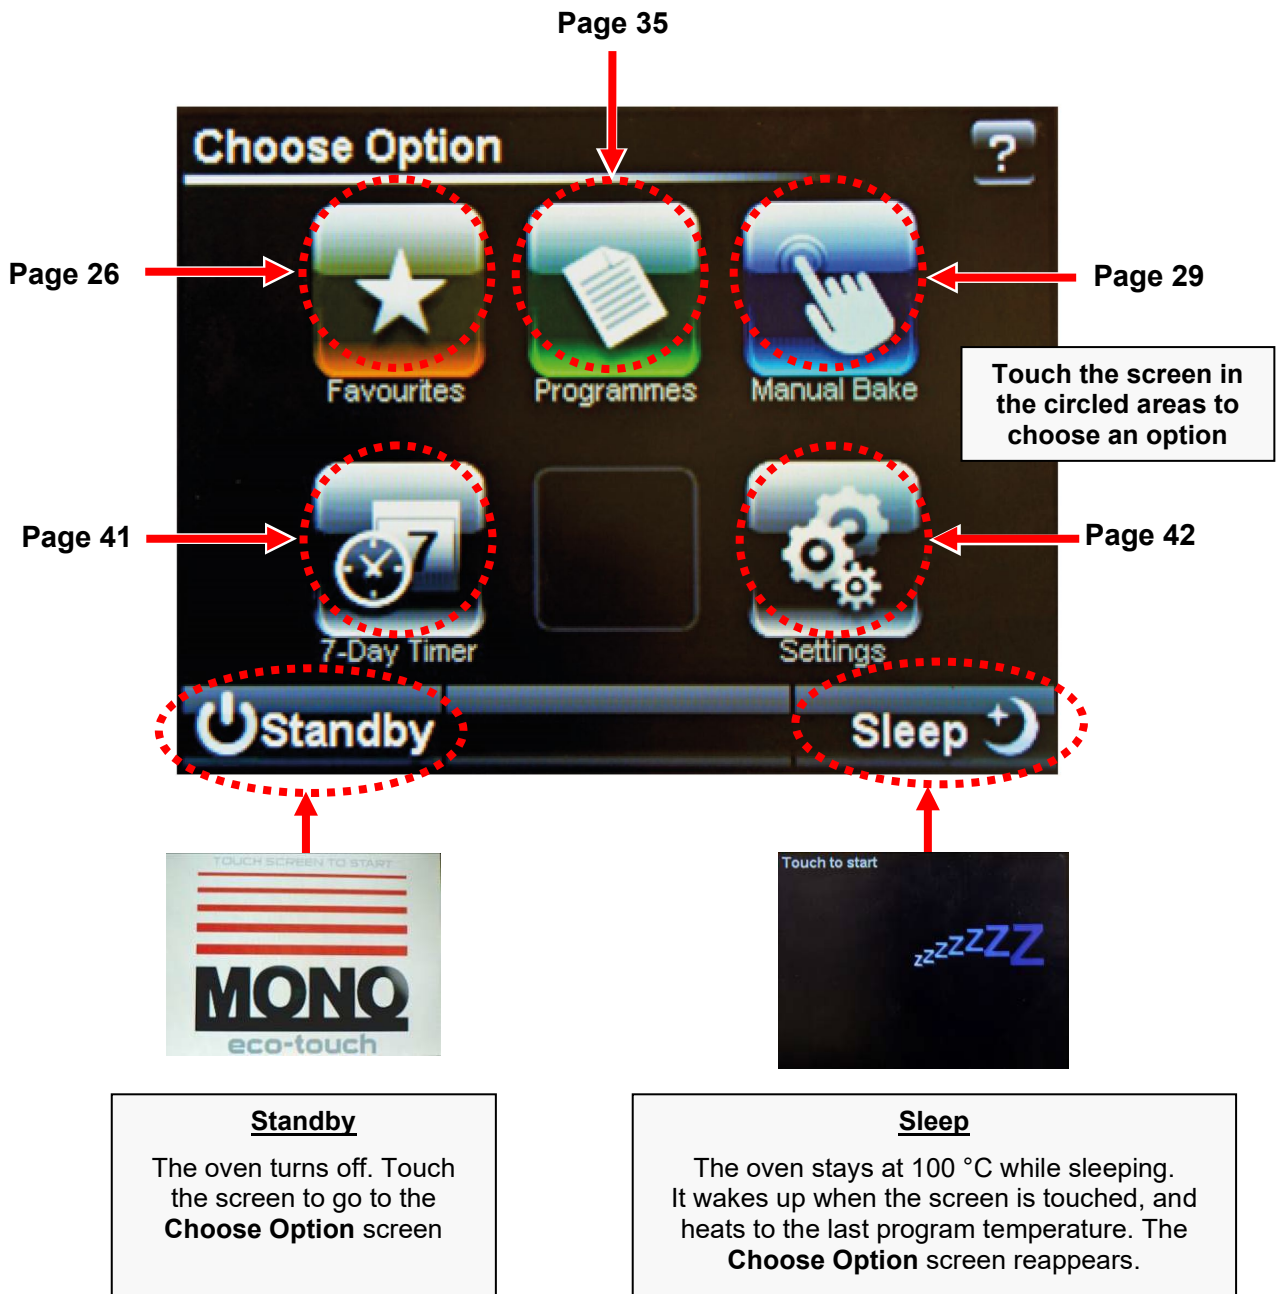 Page 35
Choose Option
?
Page 26
Page 29
Favourites
Programmes
Manual Bake
Touch the screen in
the circled areas to
choose an option
7
Page 41
Page 42
7-Day Timer
Settings
Standby
Sleep
TOUCH SCREEN TO START
MONO
eco-touch
Touch to start
zzzzzZZ
Standby
The oven turns off. Touch
the screen to go to the
Choose Option screen
Sleep
The oven stays at 100 °C while sleeping.
It wakes up when the screen is touched, and
heats to the last program temperature. The
Choose Option screen reappears.